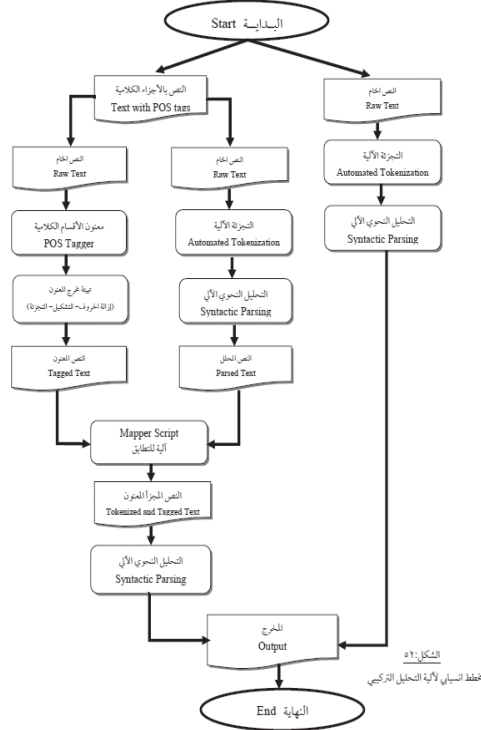 البداية Start
النص بالأجزاء الكلامية
Text with POS tags
النص الخام
Raw Text
النص الخام
Raw Text
النص الخام
Raw Text
التجزئة الآلية
Automated Tokenization
معنون الأقسام الكلامية
POS Tagger
التجزئة الآلية
Automated Tokenization
التحليل النحوي الآلي
Syntactic Parsing
تهيئة مخرج المعنون
(إزالة الحروف- التشكيل- التجزئة)
التحليل النحوي الآلي
Syntactic Parsing
النص المعنون
Tagged Text
النص المحلل
Parsed Text
Mapper Script
آلية للتطابق
النص المجزأ المعنون
Tokenized and Tagged Text
التحليل النحوي الآلي
Syntactic Parsing
المخرج
Output
الشكل:٥٢
مخطط انسيابي لآلية التحليل التركيبي
النهاية End